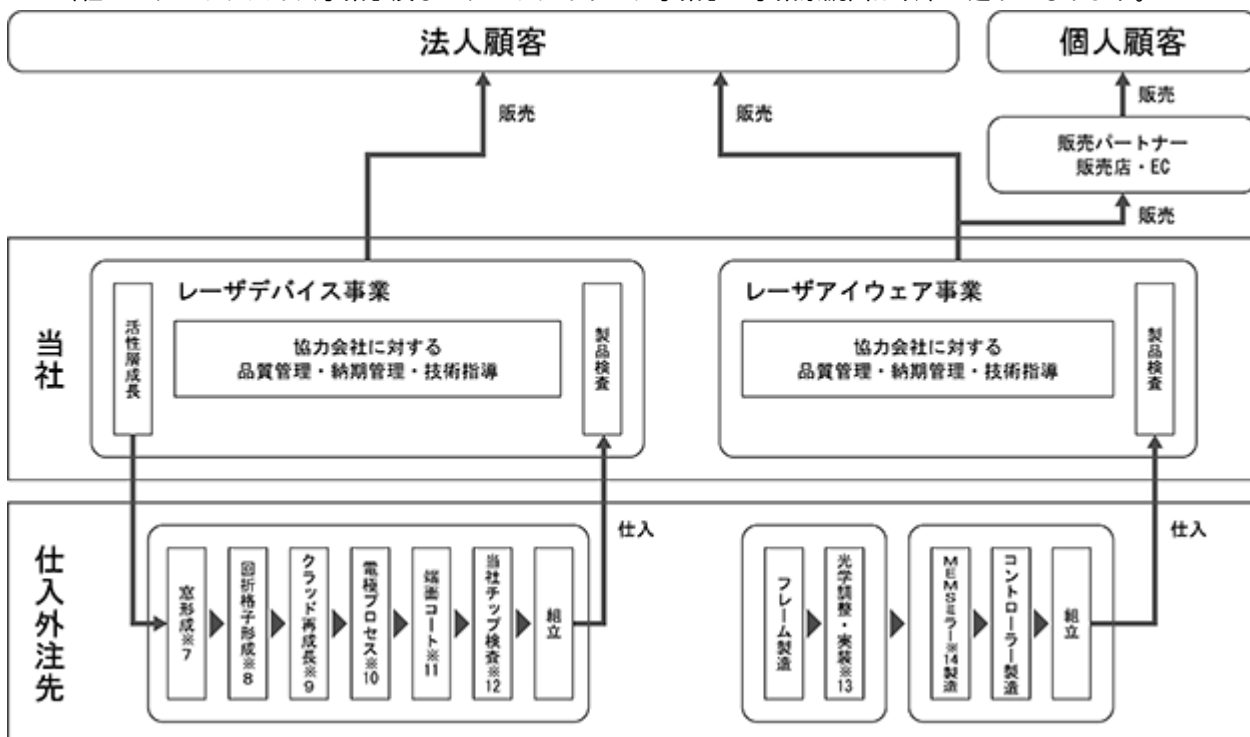 法人顧客
個人顧客
販売
販売
販売
販売パートナー
販売店・EC
販売
当社
レーザデバイス事業
活性層成長
協力会社に対する
品質管理・納期管理・技術指導
製品検査
レーザアイウェア事業
協力会社に対する
品質管理・納期管理・技術指導
製品検査
仕入外注先
仕入
仕入
窓形成※7
回折格子形成※8
クラッド再成長※9
電極プロセス※10
端面コート※11
当社チップ検査※12
組立
フレーム製造
光学調整・実装※13
MEMSミラー※14製造
コントローラー製造
組立